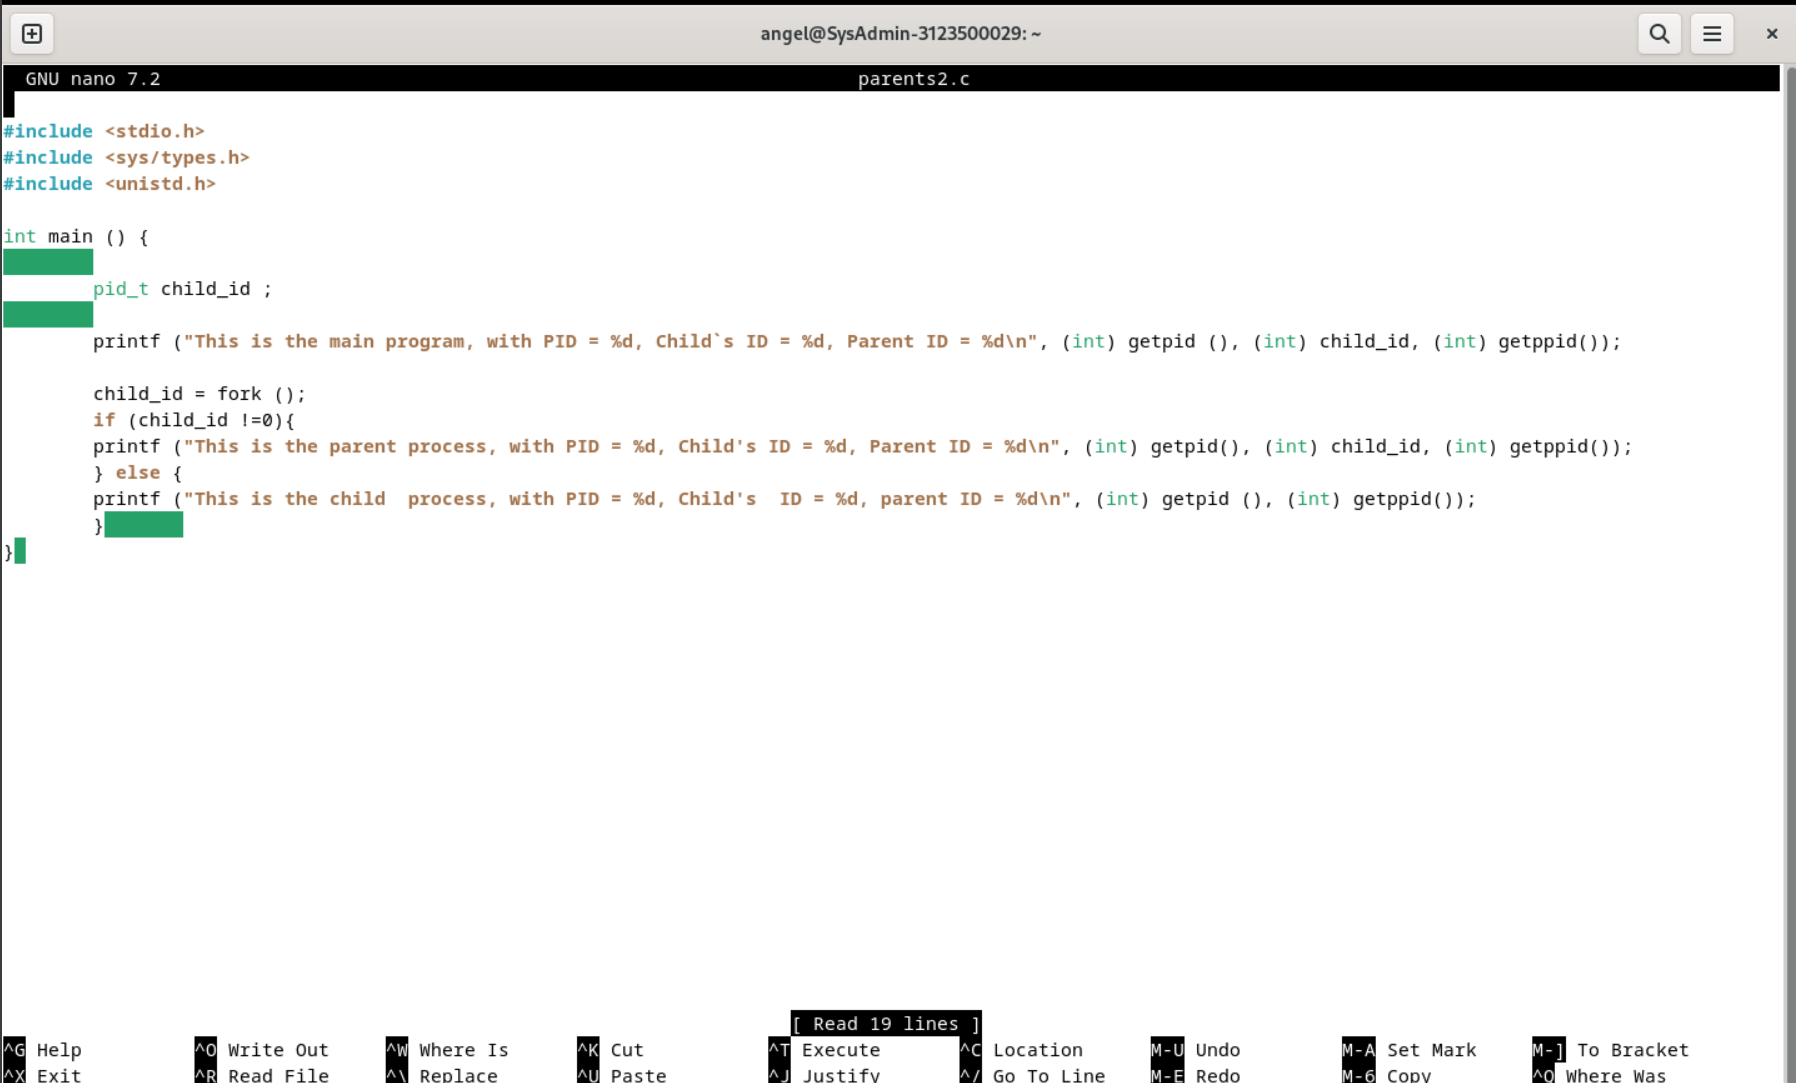 angel@SysAdmin-3123500029: ~
GNU nano 7.2 parents2.c
#include <stdio.h>
#include <sys/types.h>
#include <unistd.h>
int main () {
pid_t child_id ;
printf ("This is the main program, with PID = %d, Child`s ID = %d, Parent ID = %d\n", (int) getpid (), (int) child_id, (int) getppid());
child_id = fork ();
if (child_id !=0){
printf ("This is the parent process, with PID = %d, Child's ID = %d, Parent ID = %d\n", (int) getpid(), (int) child_id, (int) getppid());
} else {
printf ("This is the child  process, with PID = %d, Child's  ID = %d, parent ID = %d\n", (int) getpid (), (int) getppid());
}
}
[ Read 19 lines ]
^G Help ^O Write Out ^W Where Is ^K Cut ^T Execute ^C Location M-U Undo M-A Set Mark M-] To Bracket
^X Exit ^R Read File ^\ Replace ^U Paste ^J Justify ^/ Go To Line M-E Redo M-6 Copy ^Q Where Was